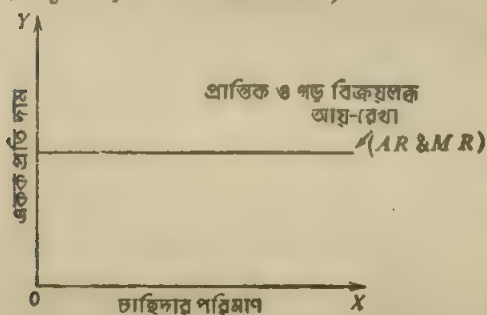 Y
প্রান্তিক ও গড় বিক্রয়লব্ধ
আয়-রেখা
(AR & MR)
একক প্রতি দাম
0
চাহিদার পরিমাণ
X